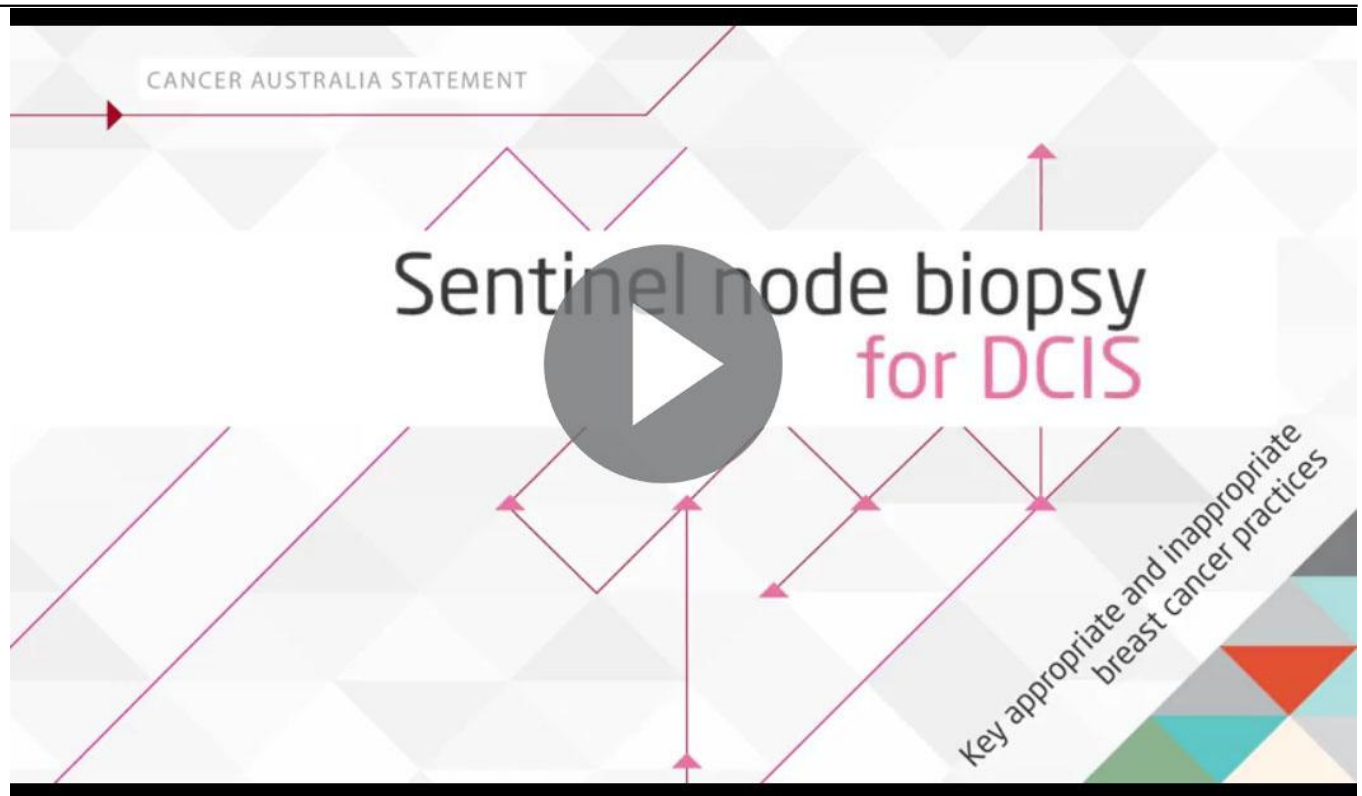 CANCER AUSTRALIA STATEMENT
Sentinel node biopsy
for DCIS
Key appropriate and inappropriate
breast cancer practices